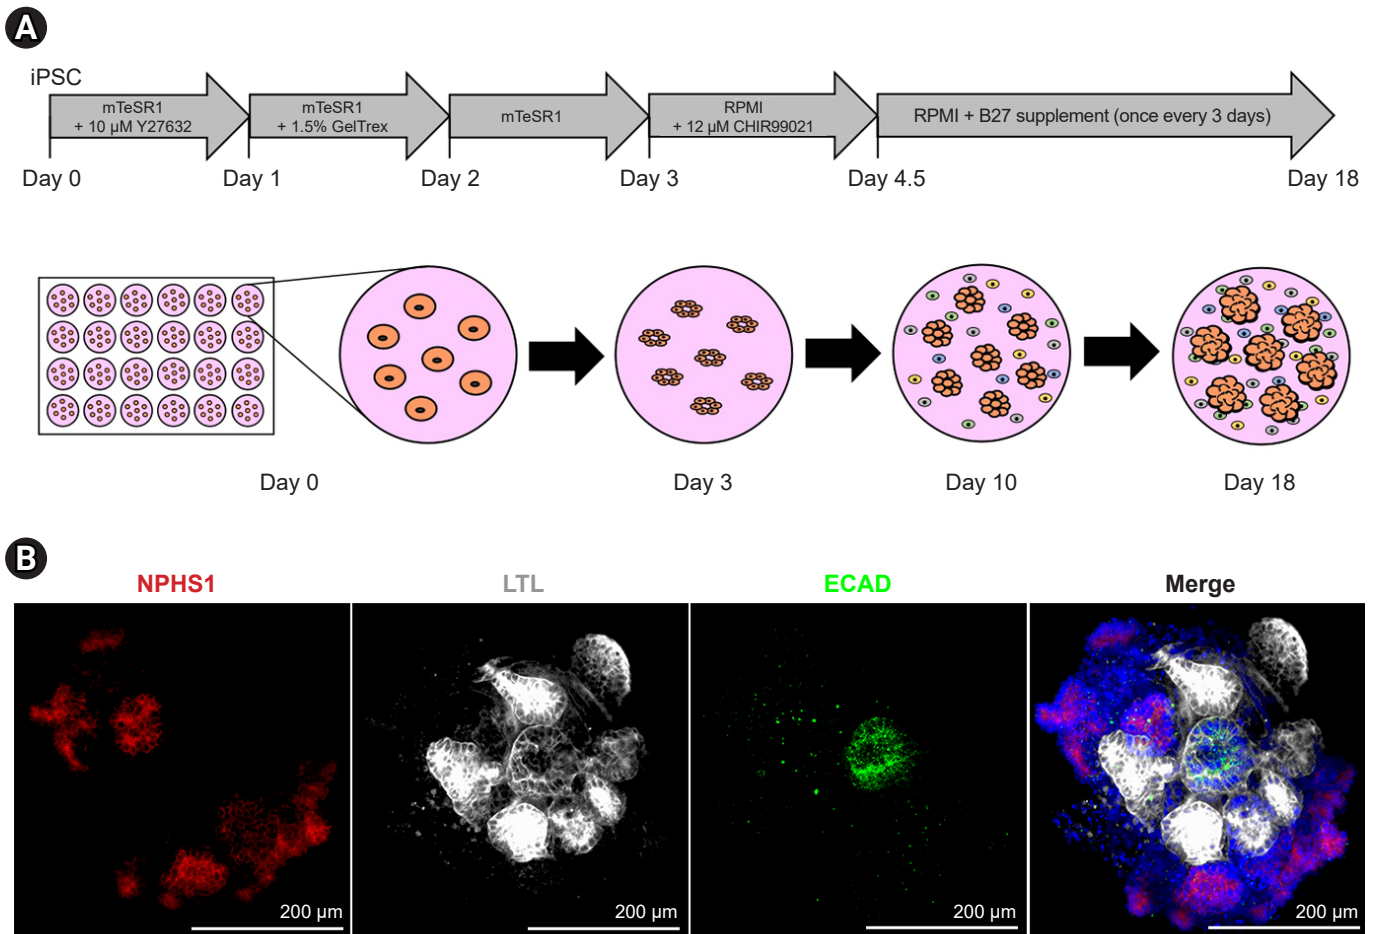 A
iPSC
mTeSR1
+ 10 µM Y27632
mTeSR1
+ 1.5% GelTrex
mTeSR1
RPMI
+ 12 µM CHIR99021
RPMI + B27 supplement (once every 3 days)
Day 0
Day 1
Day 2
Day 3
Day 4.5
Day 18
Day 0
Day 3
Day 10
Day 18
B
NPHS1
LTL
ECAD
Merge
200 µm
200 µm
200 µm
200 µm